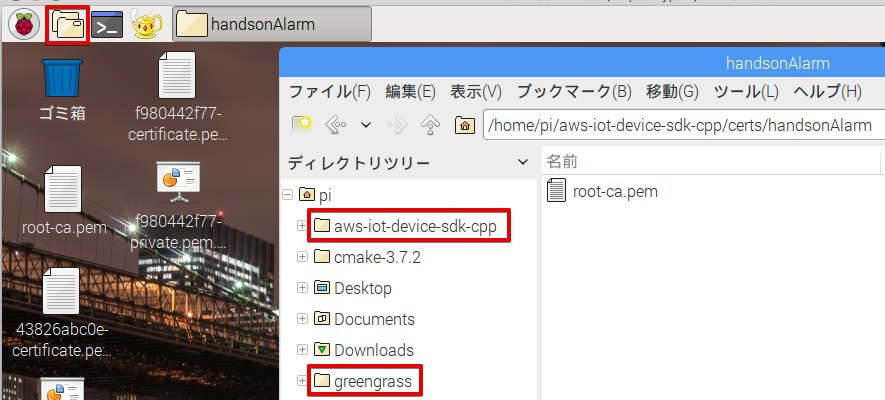 handsonAlarm
ゴミ箱
f980442f77-
certificate.pe...
root-ca.pem
f980442f77-
private.pem....
43826abc0e-
certificate.pe...
handsonAlarm
ファイル(F) 編集(E) 表示(V) ブックマーク(B) 移動(G) ツール(L) ヘルプ(H)
/home/pi/aws-iot-device-sdk-cpp/certs/handsonAlarm
ディレクトリツリー
pi
aws-iot-device-sdk-cpp
cmake-3.7.2
Desktop
Documents
Downloads
greengrass
名前
root-ca.pem